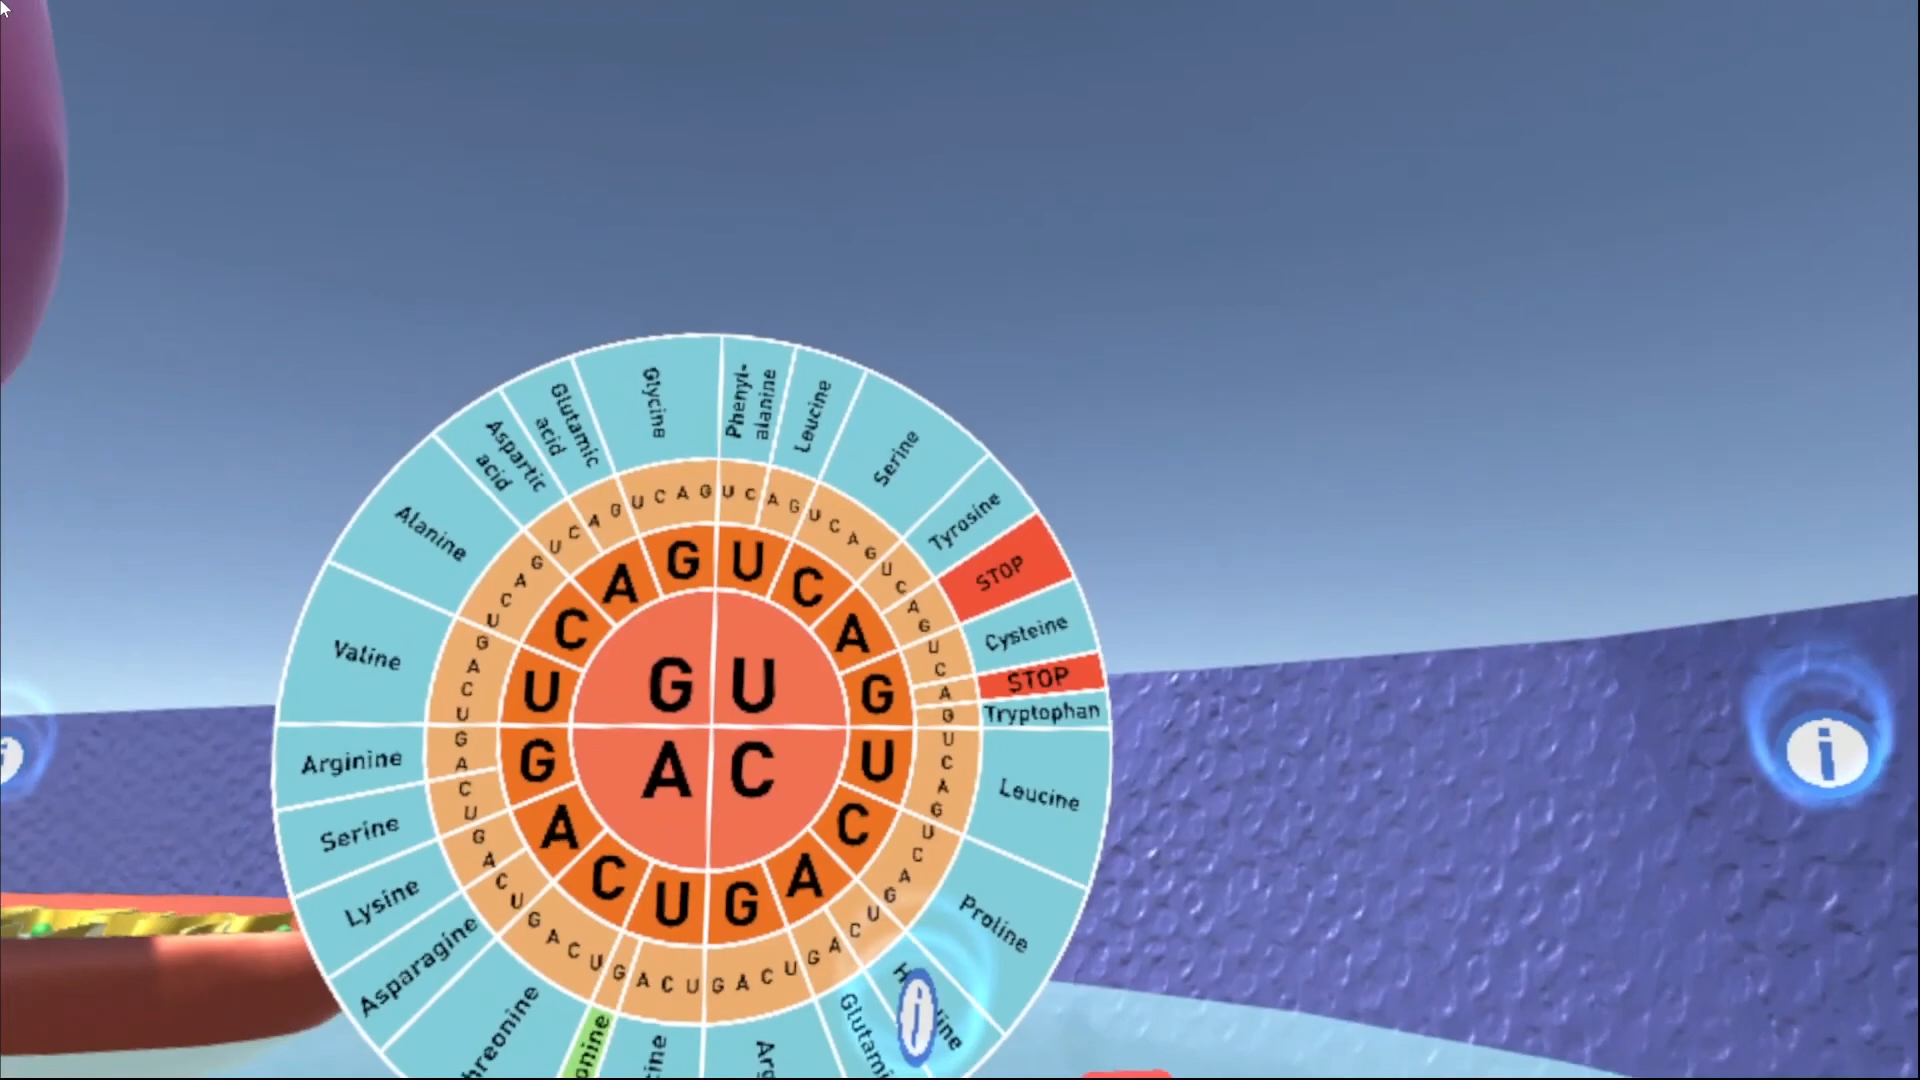 Glycine
Phenyl-
alanine
Leucine
Serine
Tyrosine
STOP
Cysteine
STOP
Tryptophan
Leucine
Proline
Arginine
Serine
Lysine
Asparagine
Valine
Alanine
Aspartic
acid
Glutamic
acid
G U
A C
U C A G
U C A G
U C A G
U C A G
U C A G U C A G U C A G U C A G
U C A G U C A G U C A G U C A G
U C A G U C A G U C A G U C A G
U C A G U C A G U C A G U C A G
i
i